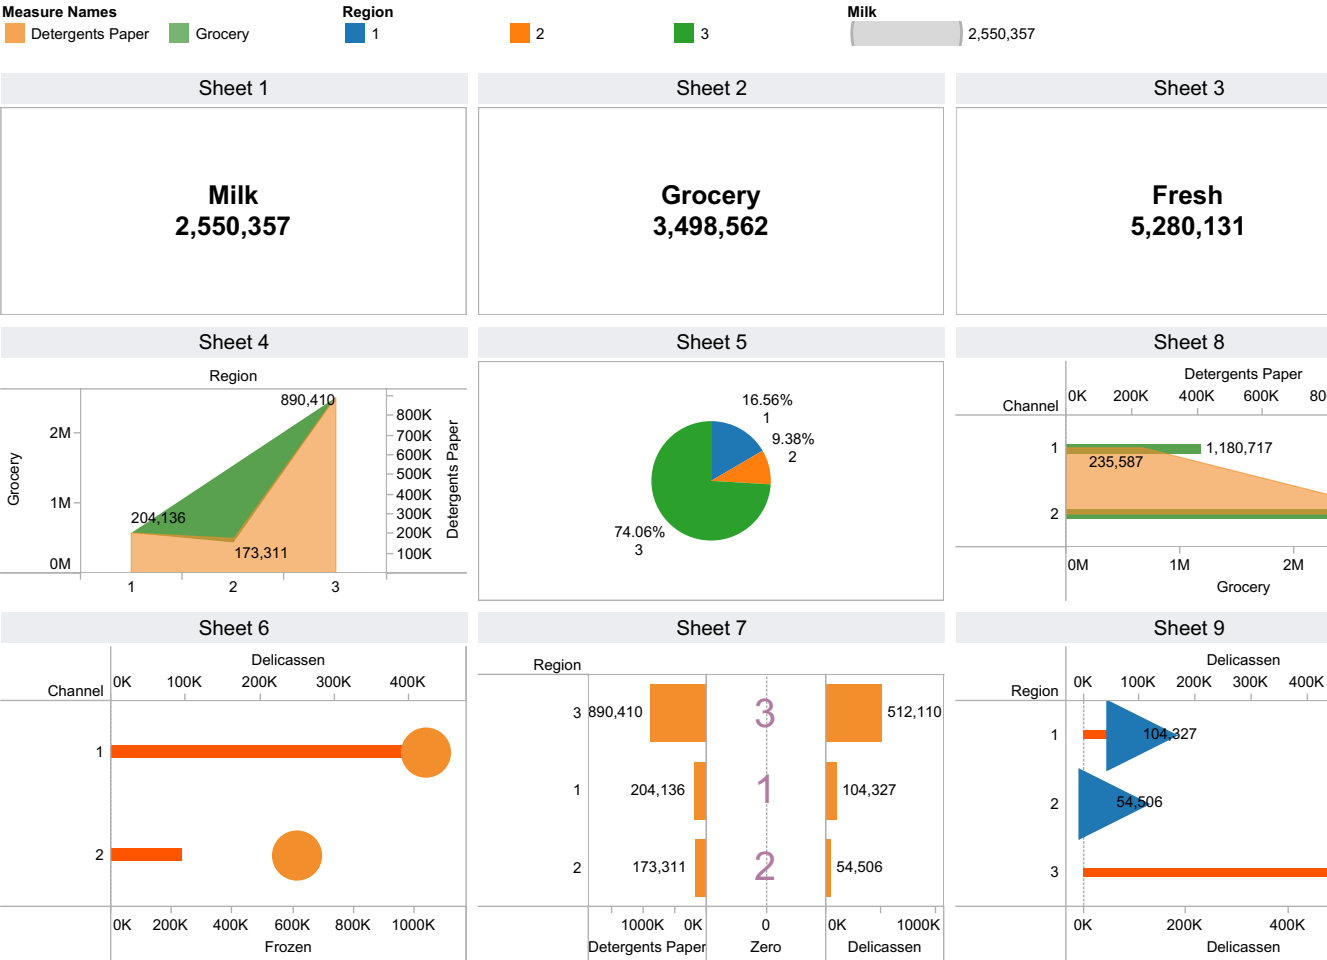 Measure Names
Detergents Paper
Grocery
Region
1
2
3
Milk
2,550,357
Sheet 1
Sheet 2
Sheet 3
Milk
2,550,357
Grocery
3,498,562
Fresh
5,280,131
Sheet 4
Region
890,410
204,136
173,311
2M
1M
0M
Grocery
800K
700K
600K
500K
400K
300K
200K
100K
Detergents Paper
1
2
3
Sheet 5
16.56%
1
9.38%
2
74.06%
3
Sheet 8
Detergents Paper
0K 200K 400K 600K 80
Channel
1
1,180,717
235,587
2
0M 1M 2M
Grocery
Sheet 6
Delicassen
0K 100K 200K 300K 400K
Channel
1
2
0K 200K 400K 600K 800K 1000K
Frozen
Sheet 7
Region
3 890,410 3 512,110
1 204,136 1 104,327
2 173,311 2 54,506
1000K 0K 0 0K 1000K
Detergents Paper Zero Delicassen
Sheet 9
Delicassen
0K 100K 200K 300K 400K
Region
1 104,327
2 54,506
3
0K 200K 400K
Delicassen